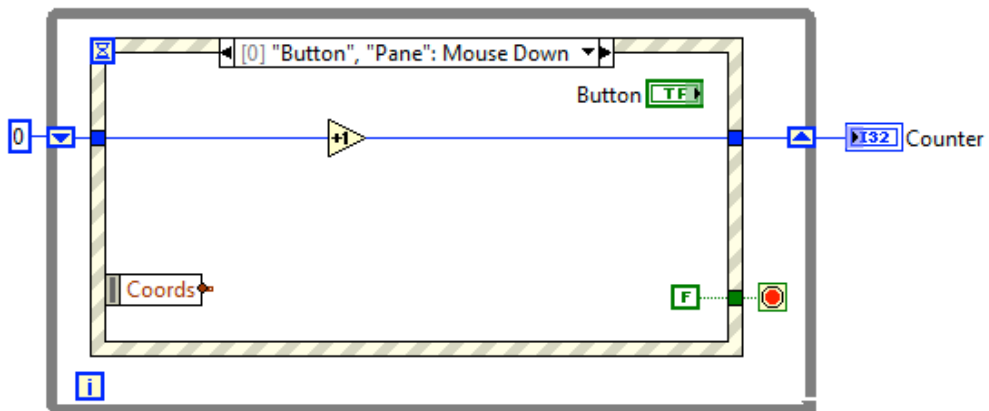 [0] "Button", "Pane": Mouse Down
Button TF
0 +1 I32 Counter
Coords
F
i